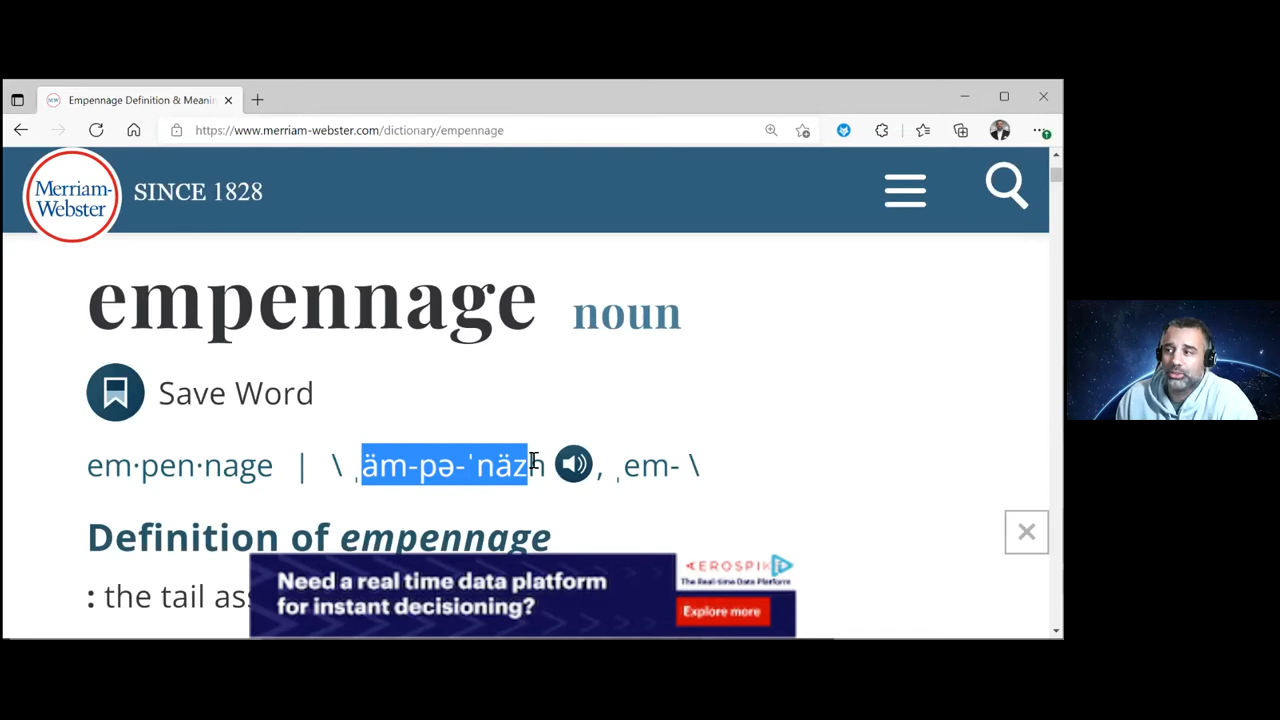 Empennage Definition & Meanin
https://www.merriam-webster.com/dictionary/empennage
Merriam-
Webster
SINCE 1828
empennage noun
Save Word
em·pen·nage | \ ˌäm-pə-ˈnäzh , ˌem- \
Definition of empennage
: the tail ass
Need a real time data platform
for instant decisioning?
The Real-time Data Platform
Explore more